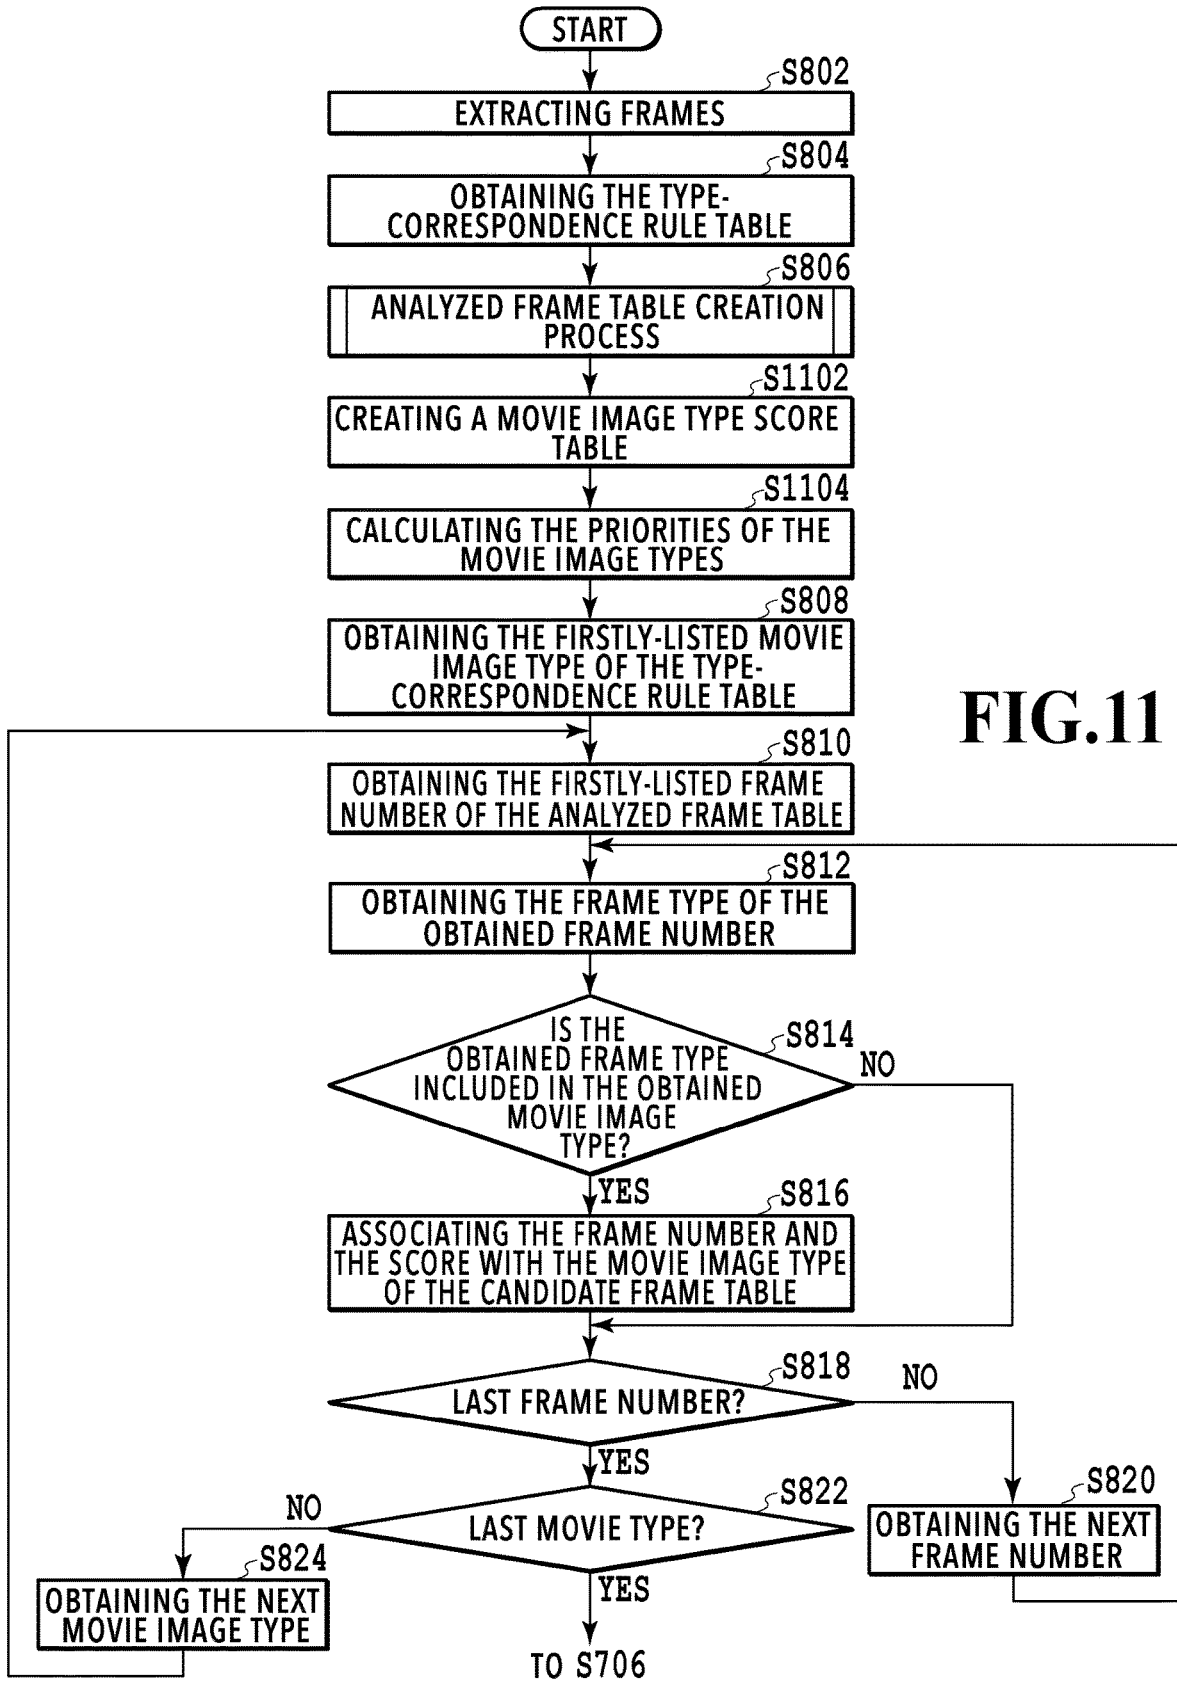 START
S802
EXTRACTING FRAMES
S804
OBTAINING THE TYPE-
CORRESPONDENCE RULE TABLE
S806
ANALYZED FRAME TABLE CREATION
PROCESS
S1102
CREATING A MOVIE IMAGE TYPE SCORE
TABLE
S1104
CALCULATING THE PRIORITIES OF THE
MOVIE IMAGE TYPES
S808
OBTAINING THE FIRSTLY-LISTED MOVIE
IMAGE TYPE OF THE TYPE-
CORRESPONDENCE RULE TABLE
FIG.11
S810
OBTAINING THE FIRSTLY-LISTED FRAME
NUMBER OF THE ANALYZED FRAME TABLE
S812
OBTAINING THE FRAME TYPE OF THE
OBTAINED FRAME NUMBER
S814
IS THE
OBTAINED FRAME TYPE
INCLUDED IN THE OBTAINED
MOVIE IMAGE
TYPE?
NO
YES
S816
ASSOCIATING THE FRAME NUMBER AND
THE SCORE WITH THE MOVIE IMAGE TYPE
OF THE CANDIDATE FRAME TABLE
S818
LAST FRAME NUMBER?
NO
YES
S820
OBTAINING THE NEXT
FRAME NUMBER
S822
LAST MOVIE TYPE?
NO
YES
S824
OBTAINING THE NEXT
MOVIE IMAGE TYPE
TO S706